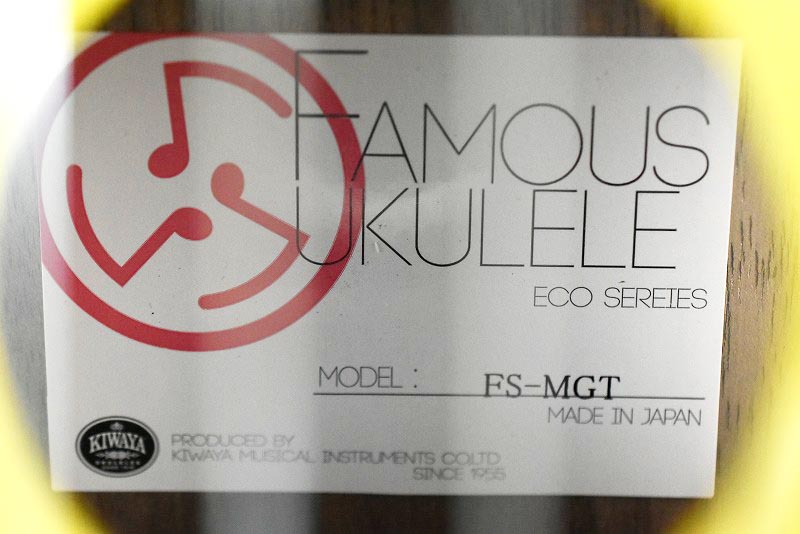 FAMOUS
UKULELE
ECO SEREIES
MODEL : FS-MGT
MADE IN JAPAN
KIWAYA
PRODUCED BY
KIWAYA MUSICAL INSTRUMENTS CO.LTD
SINCE 1955